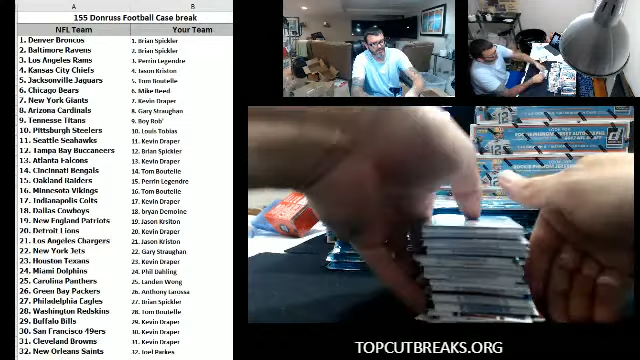 A B
155 Donruss Football Case break
NFL Team Your Team
1. Denver Broncos 1. Brian Spickler
2. Baltimore Ravens 2. Brian Spickler
3. Los Angeles Rams 3. Perrin Legendre
4. Kansas City Chiefs 4. Jason Kriston
5. Jacksonville Jaguars 5. Tom Boutelle
6. Chicago Bears 6. Mike Reed
7. New York Giants 7. Kevin Draper
8. Arizona Cardinals 8. Gary Straughan
9. Tennesse Titans 9. Boy Rob'
10. Pittsburgh Steelers 10. Louis Tobias
11. Seattle Seahawks 11. Kevin Draper
12. Tampa Bay Buccaneers 12. Brian Spickler
13. Atlanta Falcons 13. Kevin Draper
14. Cincinnati Bengals 14. Tom Boutelle
15. Oakland Raiders 15. Perrin Legendre
16. Minnesota Vikings 16. Tom Boutelle
17. Indianapolis Colts 17. Kevin Draper
18. Dallas Cowboys 18. bryan Demoine
19. New England Patriots 19. Jason Kriston
20. Detroit Lions 20. Kevin Draper
21. Los Angeles Chargers 21. Jason Kriston
22. New York Jets 22. Gary Straughan
23. Houston Texans 23. Kevin Draper
24. Miami Dolphins 24. Phil Dahling
25. Carolina Panthers 25. Landen Wong
26. Green Bay Packers 26. Anthony Larossa
27. Philadelphia Eagles 27. Brian Spickler
28. Washington Redskins 28. Tom Boutelle
29. Buffalo Bills 29. Kevin Draper
30. San Francisco 49ers 30. Kevin Draper
31. Cleveland Browns 31. Kevin Draper
32. New Orleans Saints 32. Joel Parkes
TOPCUTBREAKS.ORG